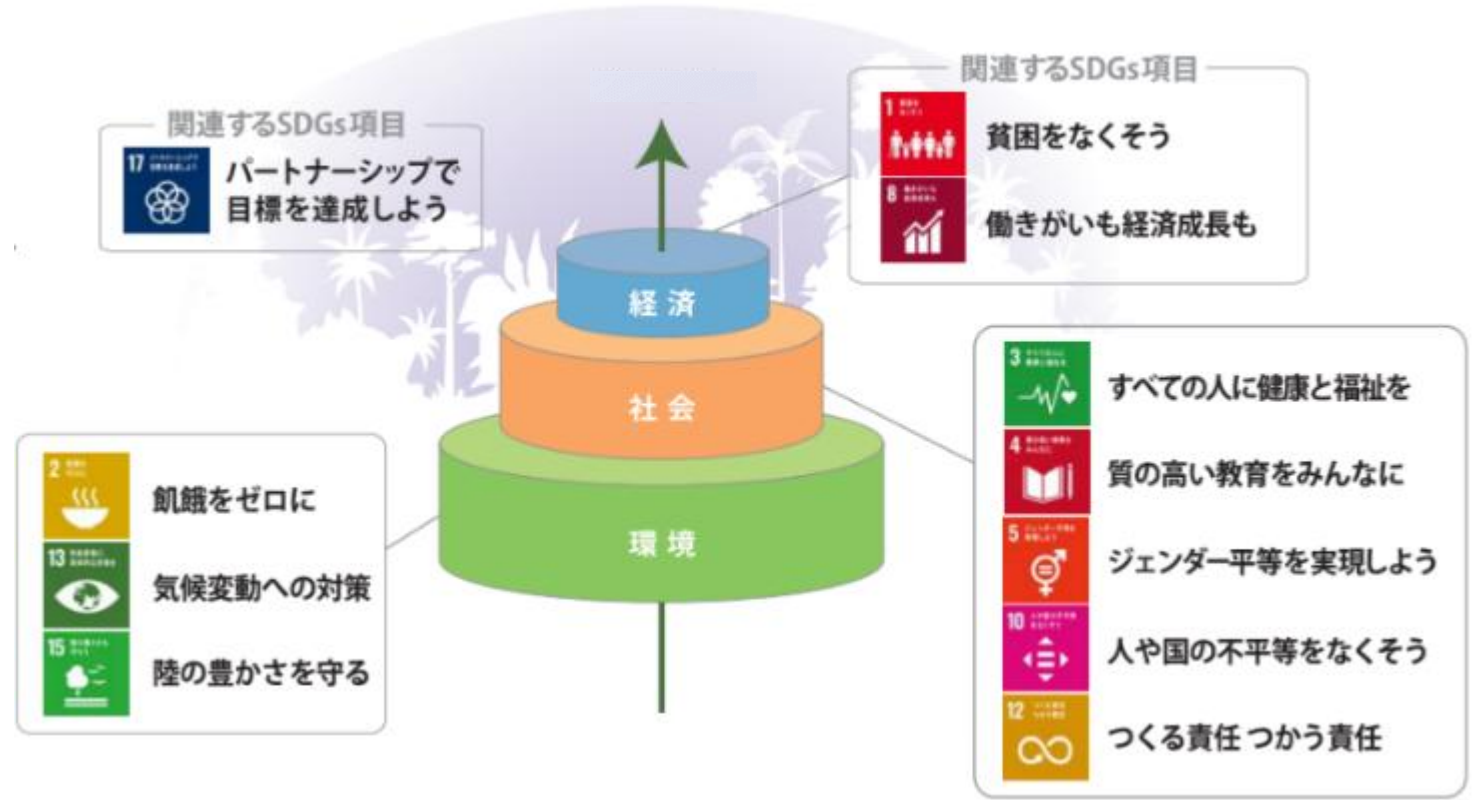 関連するSDGs項目
17
パートナーシップで
目標を達成しよう
関連するSDGs項目
1
貧困をなくそう
8
働きがいも経済成長も
経済
社会
環境
2
飢餓をゼロに
13
気候変動への対策
15
陸の豊かさを守る
3
すべての人に健康と福祉を
4
質の高い教育をみんなに
5
ジェンダー平等を実現しよう
10
人や国の不平等をなくそう
12
つくる責任 つかう責任